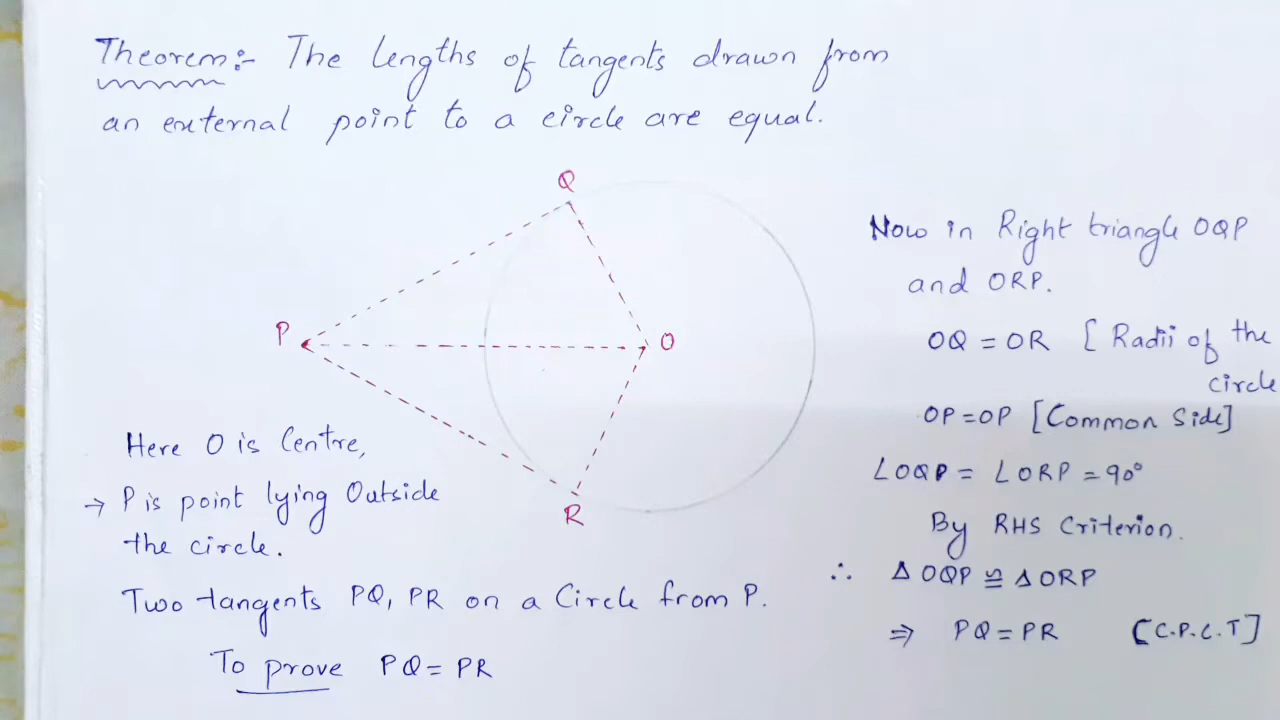 Theorem:- The lengths of tangents drawn from
an external point to a circle are equal.
Q
P
O
R
Here O is Centre,
→ P is point lying Outside
the circle.
Two tangents PQ, PR on a Circle from P.
To prove PQ = PR
Now in Right triangle OQP
and ORP.
OQ = OR [Radii of the
circle
OP = OP [Common Side]
∠OQP = ∠ORP = 90°
By RHS Criterion.
∴ Δ OQP ≅ Δ ORP
⇒ PQ = PR [C.P.C.T]